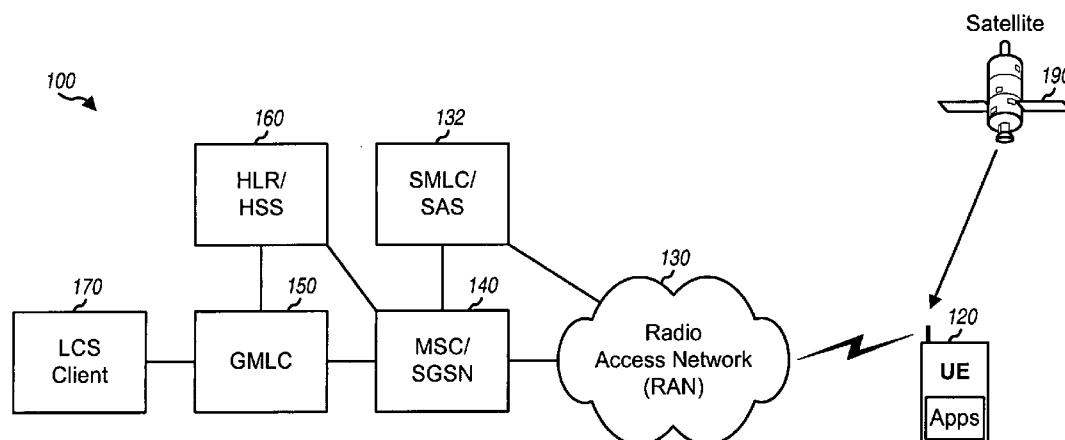 Satellite
100
190
160
132
HLR/
HSS
SMLC/
SAS
130
170
150
140
120
LCS
Client
GMLC
MSC/
SGSN
Radio
Access Network
(RAN)
UE
Apps